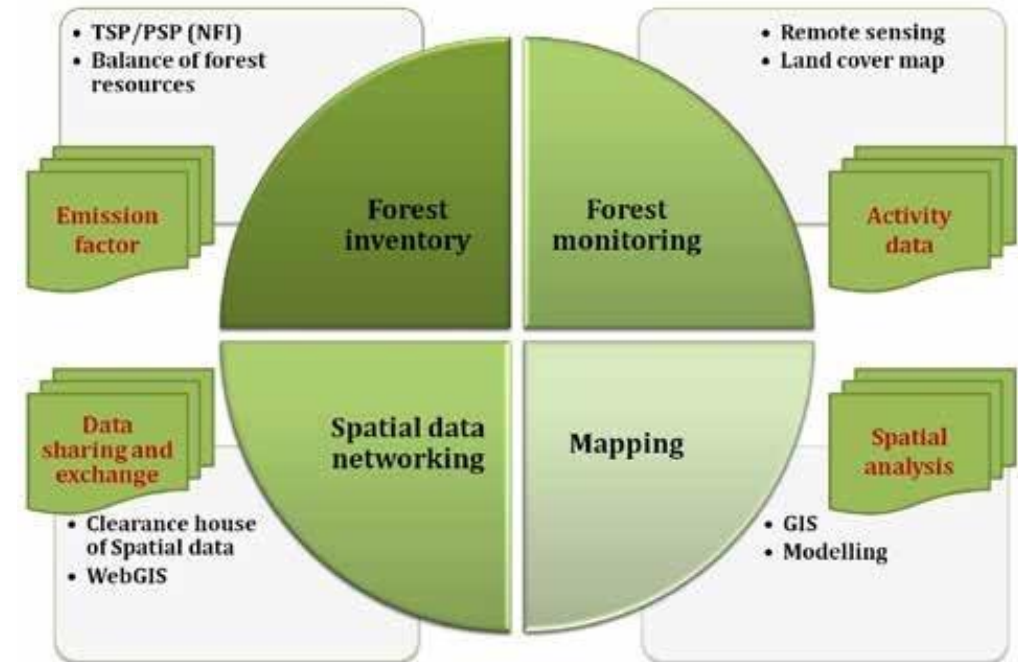 • TSP/PSP (NFI)
• Balance of forest
resources
• Remote sensing
• Land cover map
Emission
factor
Forest
inventory
Forest
monitoring
Activity
data
Data
sharing and
exchange
Spatial data
networking
Mapping
Spatial
analysis
• Clearance house
of Spatial data
• WebGIS
• GIS
• Modelling